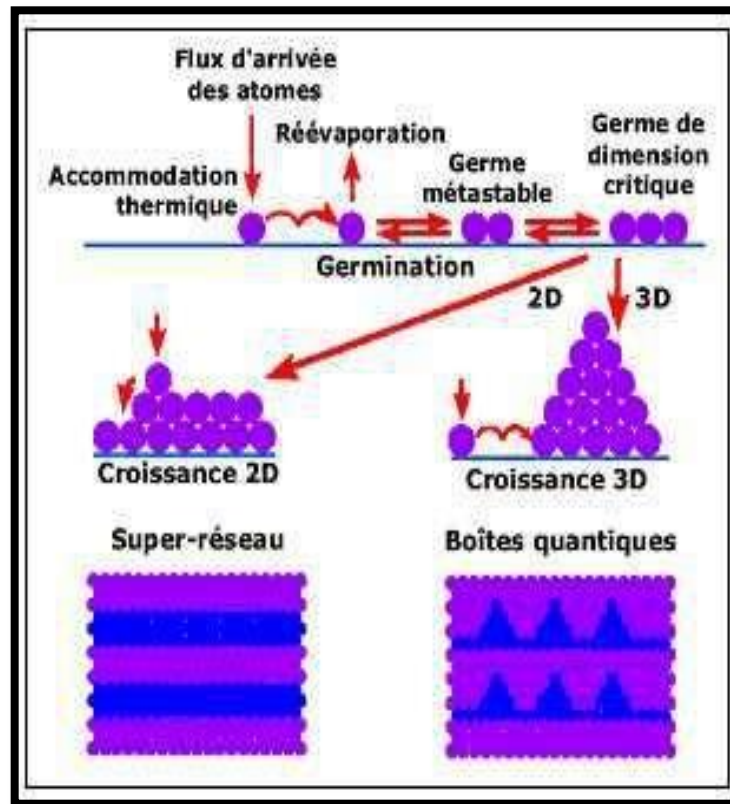 Flux d'arrivée
des atomes
Réévaporation
Accommodation
thermique
Germe
métastable
Germe de
dimension
critique
Germination
2D
3D
Croissance 2D
Croissance 3D
Super-réseau
Boîtes quantiques